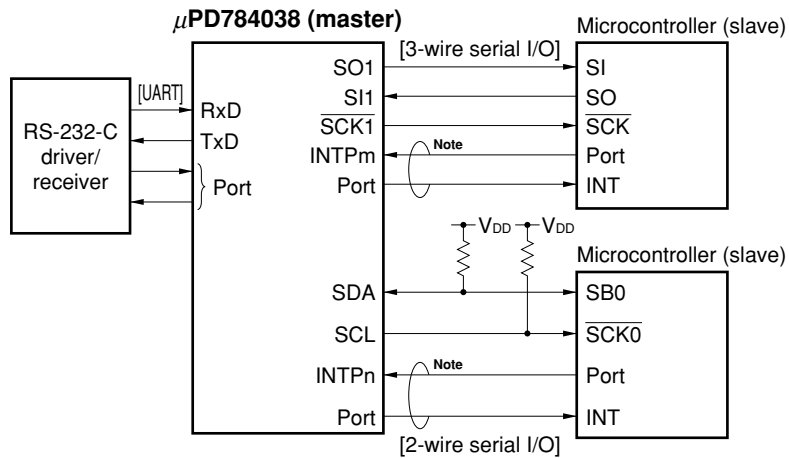 μPD784038 (master)
Microcontroller (slave)
[3-wire serial I/O]
[UART]
RS-232-C
driver/
receiver
RxD
TxD
Port
SO1
SI1
SCK1
INTPm
Port
Note
SI
SO
SCK
Port
INT
VDD
VDD
Microcontroller (slave)
SDA
SCL
INTPn
Port
Note
SB0
SCK0
Port
INT
[2-wire serial I/O]